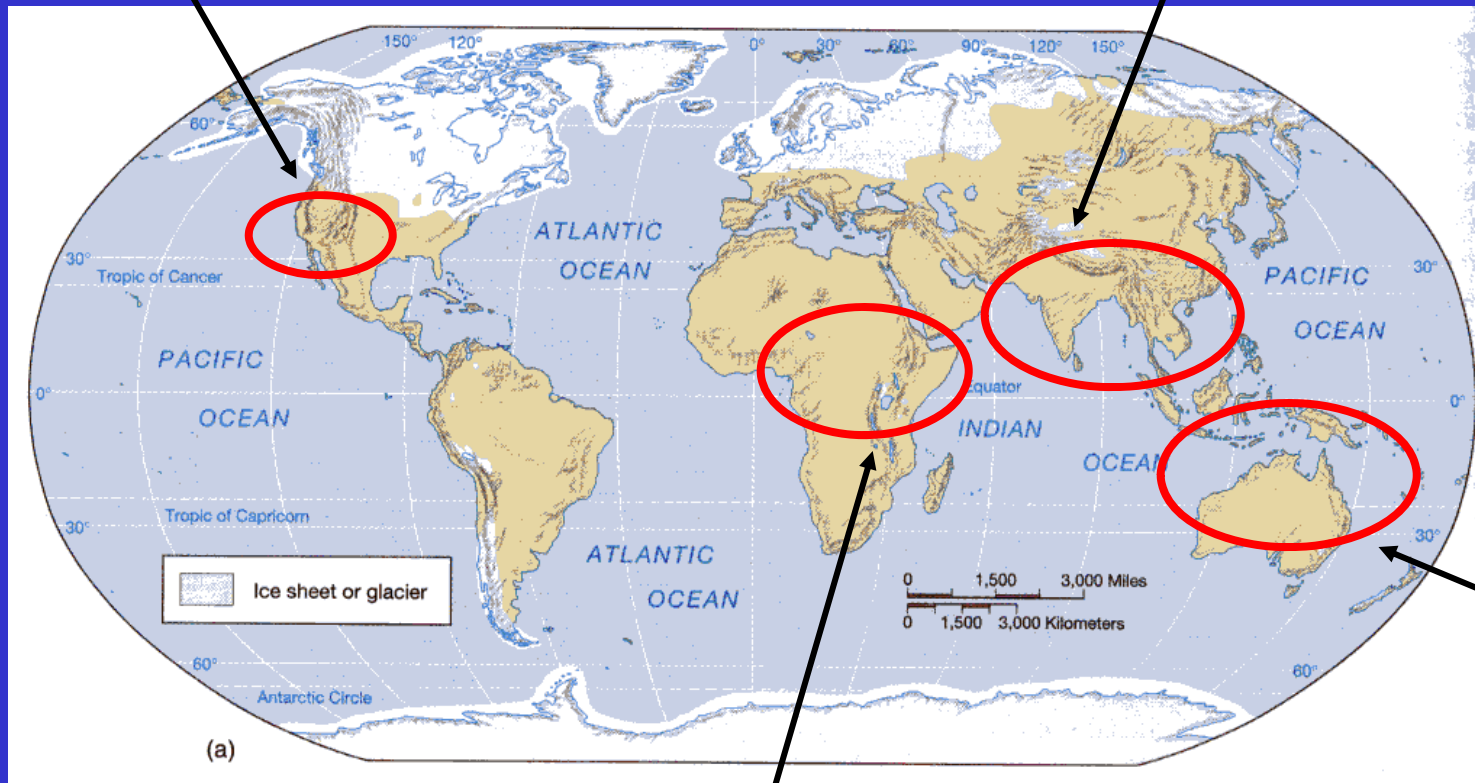 150° 120° 0° 30° 60° 90° 120° 150°
60°
ATLANTIC
OCEAN
30°
Tropic of Cancer
PACIFIC
OCEAN
30°
PACIFIC
OCEAN
0°
Equator
0°
INDIAN
OCEAN
Tropic of Capricorn
30°
30°
ATLANTIC
OCEAN
Ice sheet or glacier
0 1,500 3,000 Miles
0 1,500 3,000 Kilometers
60°
60°
Antarctic Circle
(a)